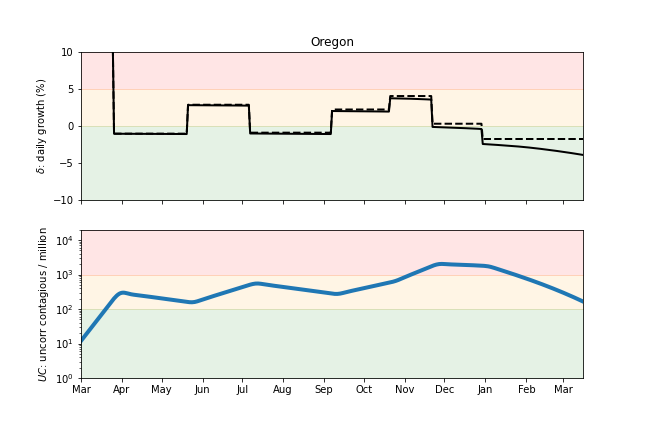 Oregon
δ: daily growth (%)
10
5
0
−5
−10
UC: uncorr contagious / million
10⁴
10³
10²
10¹
10⁰
Mar Apr May Jun Jul Aug Sep Oct Nov Dec Jan Feb Mar